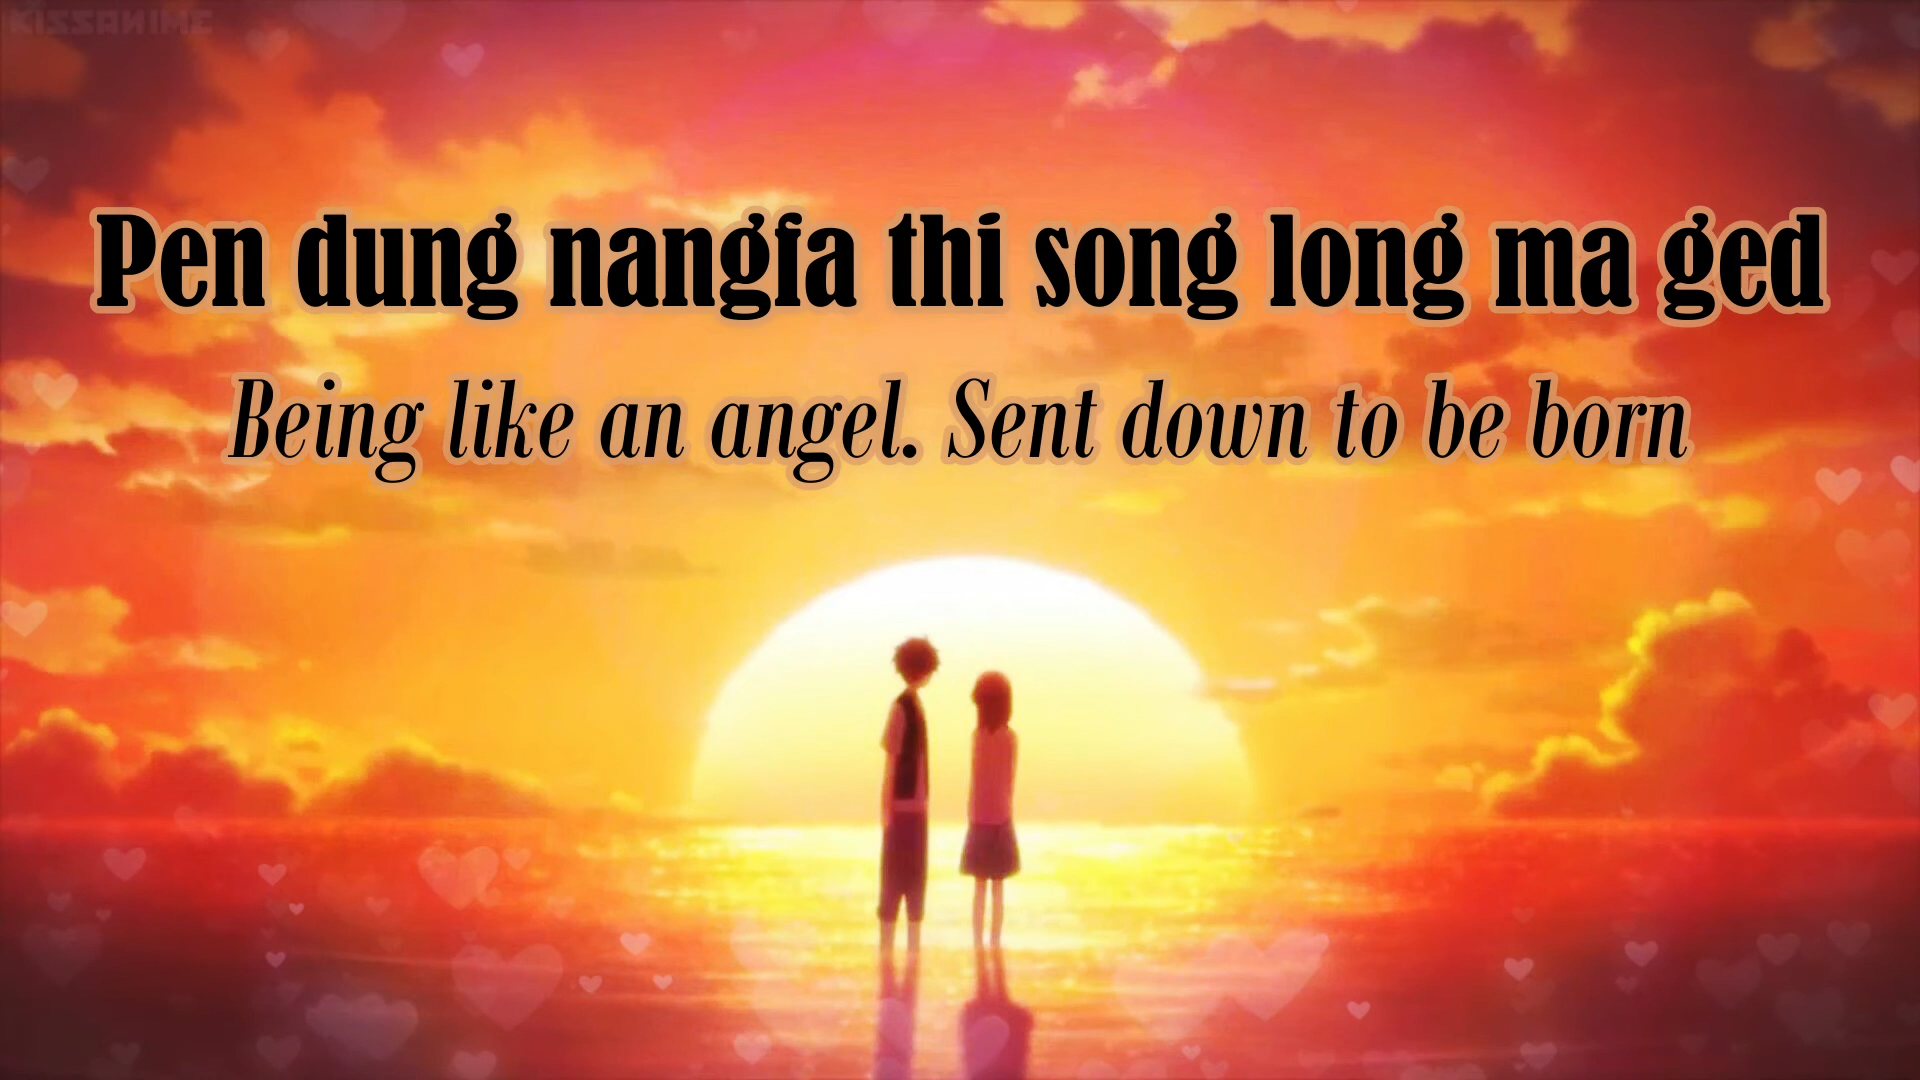 KISSANIME
Pen dung nangfa thi song long ma ged
Being like an angel. Sent down to be born